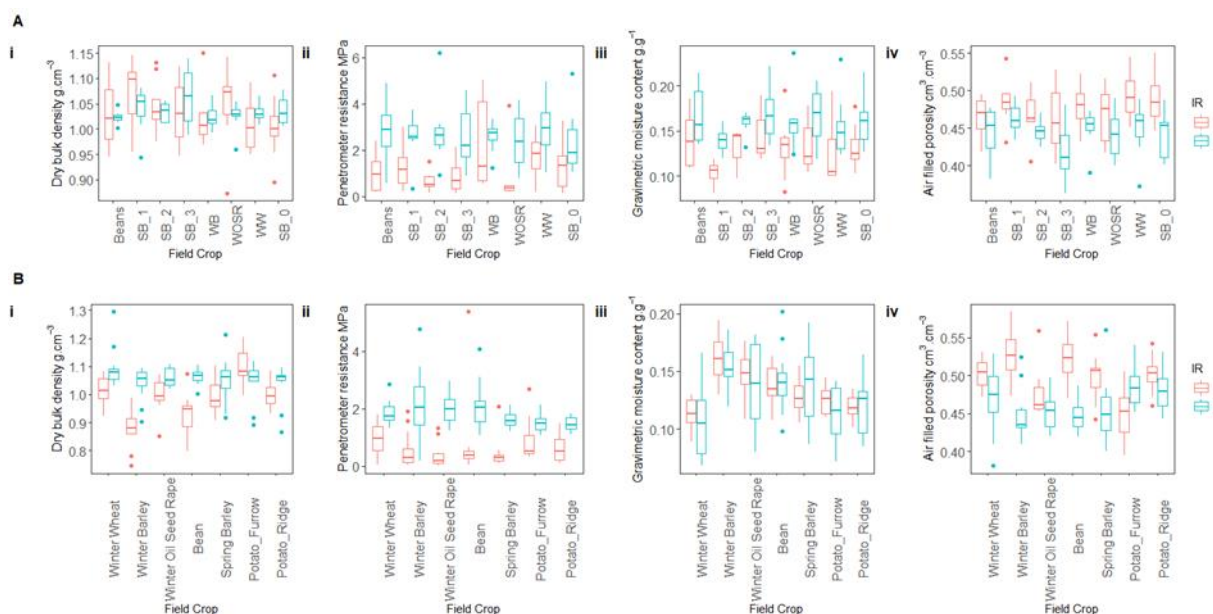 A
i
Dry bulk density g.cm⁻³
1.15
1.10
1.05
1.00
0.95
0.90
Beans
SB_1
SB_2
SB_3
WB
WOSR
WW
SB_0
Field Crop
ii
Penetrometer resistance MPa
6
4
2
0
Beans
SB_1
SB_2
SB_3
WB
WOSR
WW
SB_0
Field Crop
iii
Gravimetric moisture content g.g⁻¹
0.20
0.15
0.10
Beans
SB_1
SB_2
SB_3
WB
WOSR
WW
SB_0
Field Crop
iv
Air filled porosity cm³.cm⁻³
0.55
0.50
0.45
0.40
Beans
SB_1
SB_2
SB_3
WB
WOSR
WW
SB_0
Field Crop
IR
B
i
Dry bulk density g.cm⁻³
1.3
1.2
1.1
1.0
0.9
0.8
Winter Wheat
Winter Barley
Winter Oil Seed Rape
Bean
Spring Barley
Potato_Furrow
Potato_Ridge
Field Crop
ii
Penetrometer resistance MPa
4
2
0
Winter Wheat
Winter Barley
Winter Oil Seed Rape
Bean
Spring Barley
Potato_Furrow
Potato_Ridge
Field Crop
iii
Gravimetric moisture content g.g⁻¹
0.20
0.15
0.10
Winter Wheat
Winter Barley
Winter Oil Seed Rape
Bean
Spring Barley
Potato_Furrow
Potato_Ridge
Field Crop
iv
Air filled porosity cm³.cm⁻³
0.55
0.50
0.45
0.40
Winter Wheat
Winter Barley
Winter Oil Seed Rape
Bean
Spring Barley
Potato_Furrow
Potato_Ridge
Field Crop
IR